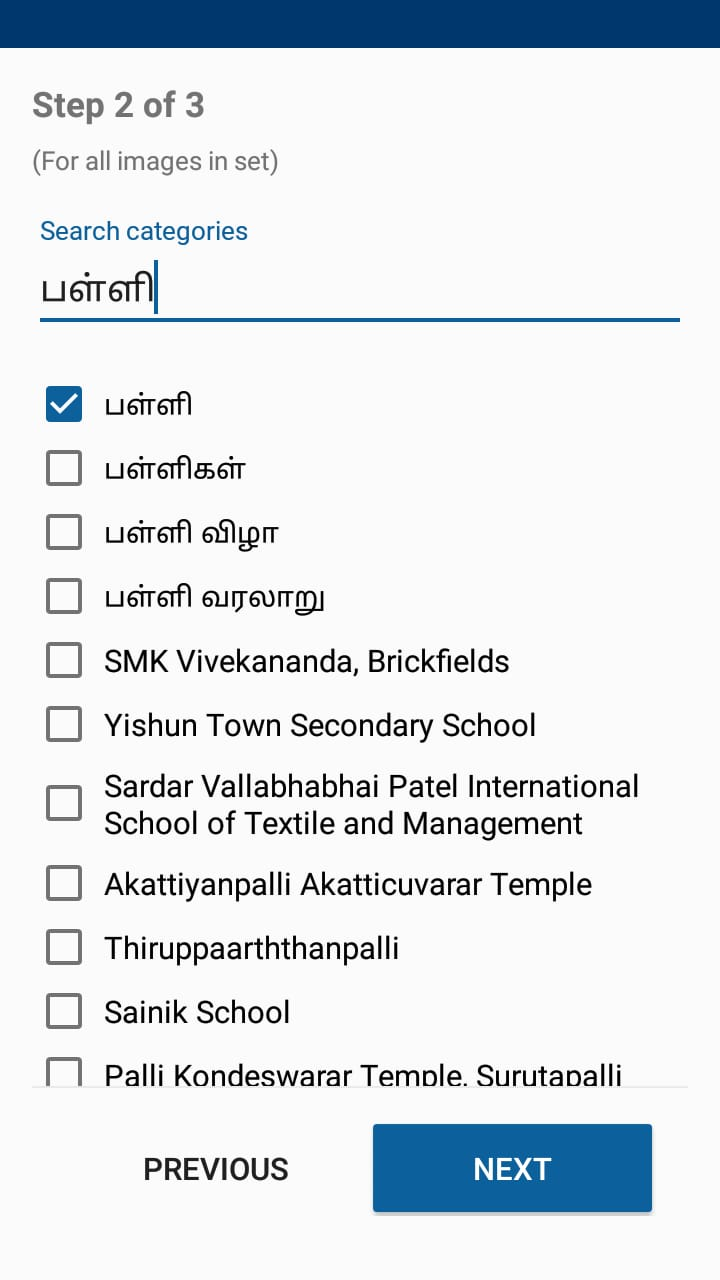 Step 2 of 3
(For all images in set)
Search categories
பள்ளி
பள்ளி
பள்ளிகள்
பள்ளி விழா
பள்ளி வரலாறு
SMK Vivekananda, Brickfields
Yishun Town Secondary School
Sardar Vallabhabhai Patel International
School of Textile and Management
Akattiyanpalli Akatticuvarar Temple
Thiruppaarththanpalli
Sainik School
Palli Kondeswarar Temple, Surutapalli
PREVIOUS
NEXT